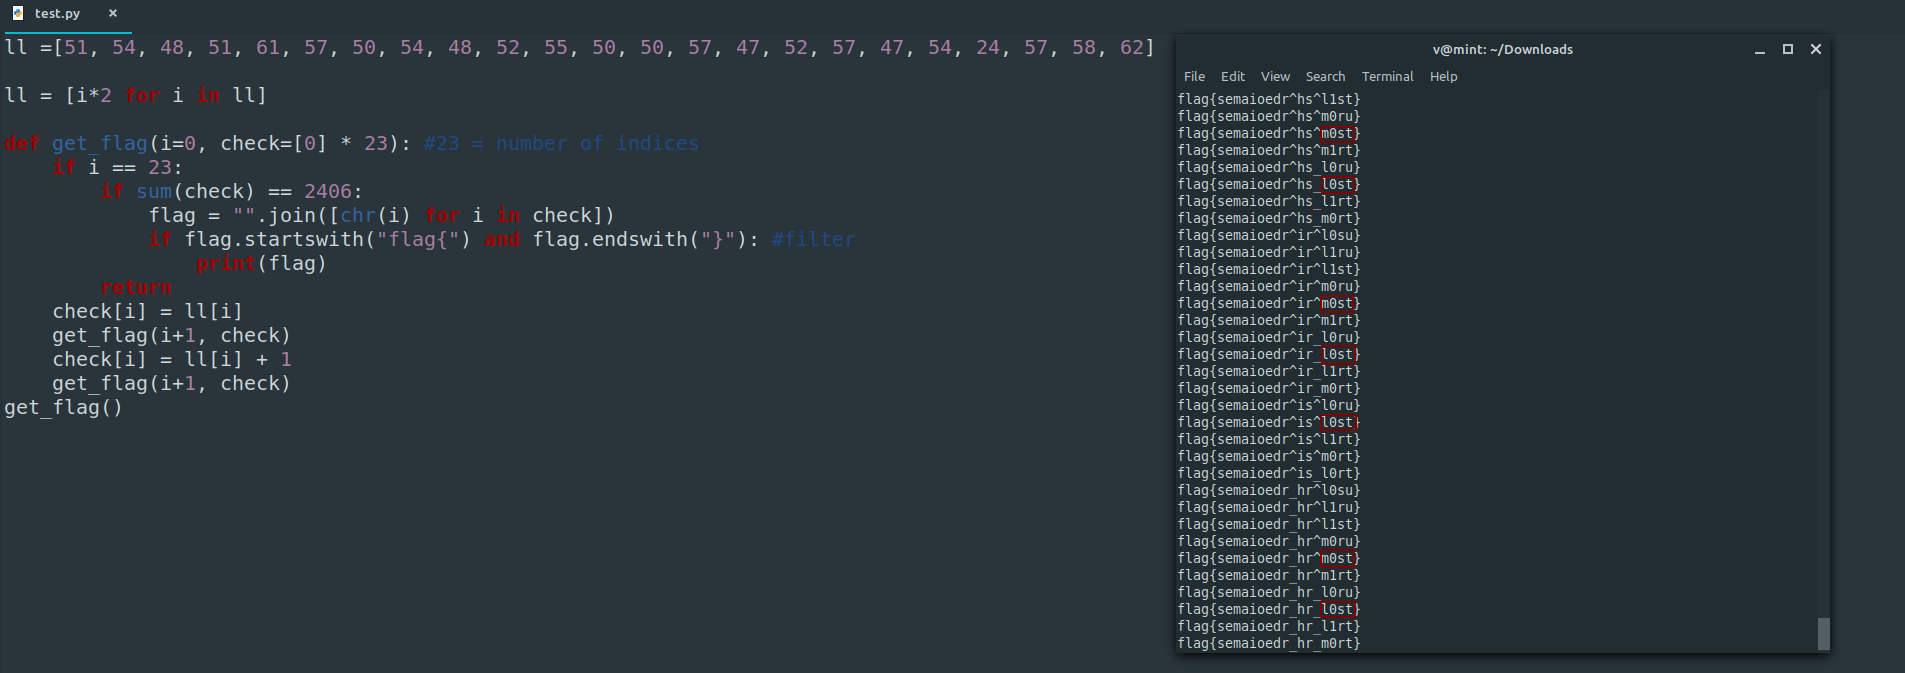 test.py ×
ll =[51, 54, 48, 51, 61, 57, 50, 54, 48, 52, 55, 50, 50, 57, 47, 52, 57, 47, 54, 24, 57, 58, 62]
ll = [i*2 for i in ll]
def get_flag(i=0, check=[0] * 23): #23 = number of indices
if i == 23:
if sum(check) == 2406:
flag = "".join([chr(i) for i in check])
if flag.startswith("flag{") and flag.endswith("}"): #filter
print(flag)
return
check[i] = ll[i]
get_flag(i+1, check)
check[i] = ll[i] + 1
get_flag(i+1, check)
get_flag()
v@mint: ~/Downloads
File Edit View Search Terminal Help
flag{semaioedr^hs^l1st}
flag{semaioedr^hs^m0ru}
flag{semaioedr^hs^m0st}
flag{semaioedr^hs^m1rt}
flag{semaioedr^hs_l0ru}
flag{semaioedr^hs_l0st}
flag{semaioedr^hs_l1rt}
flag{semaioedr^hs_m0rt}
flag{semaioedr^ir^l0su}
flag{semaioedr^ir^l1ru}
flag{semaioedr^ir^l1st}
flag{semaioedr^ir^m0ru}
flag{semaioedr^ir^m0st}
flag{semaioedr^ir^m1rt}
flag{semaioedr^ir_l0ru}
flag{semaioedr^ir_l0st}
flag{semaioedr^ir_l1rt}
flag{semaioedr^ir_m0rt}
flag{semaioedr^is^l0ru}
flag{semaioedr^is^l0st}
flag{semaioedr^is^l1rt}
flag{semaioedr^is^m0rt}
flag{semaioedr^is_l0rt}
flag{semaioedr_hr^l0su}
flag{semaioedr_hr^l1ru}
flag{semaioedr_hr^l1st}
flag{semaioedr_hr^m0ru}
flag{semaioedr_hr^m0st}
flag{semaioedr_hr^m1rt}
flag{semaioedr_hr_l0ru}
flag{semaioedr_hr_l0st}
flag{semaioedr_hr_l1rt}
flag{semaioedr_hr_m0rt}